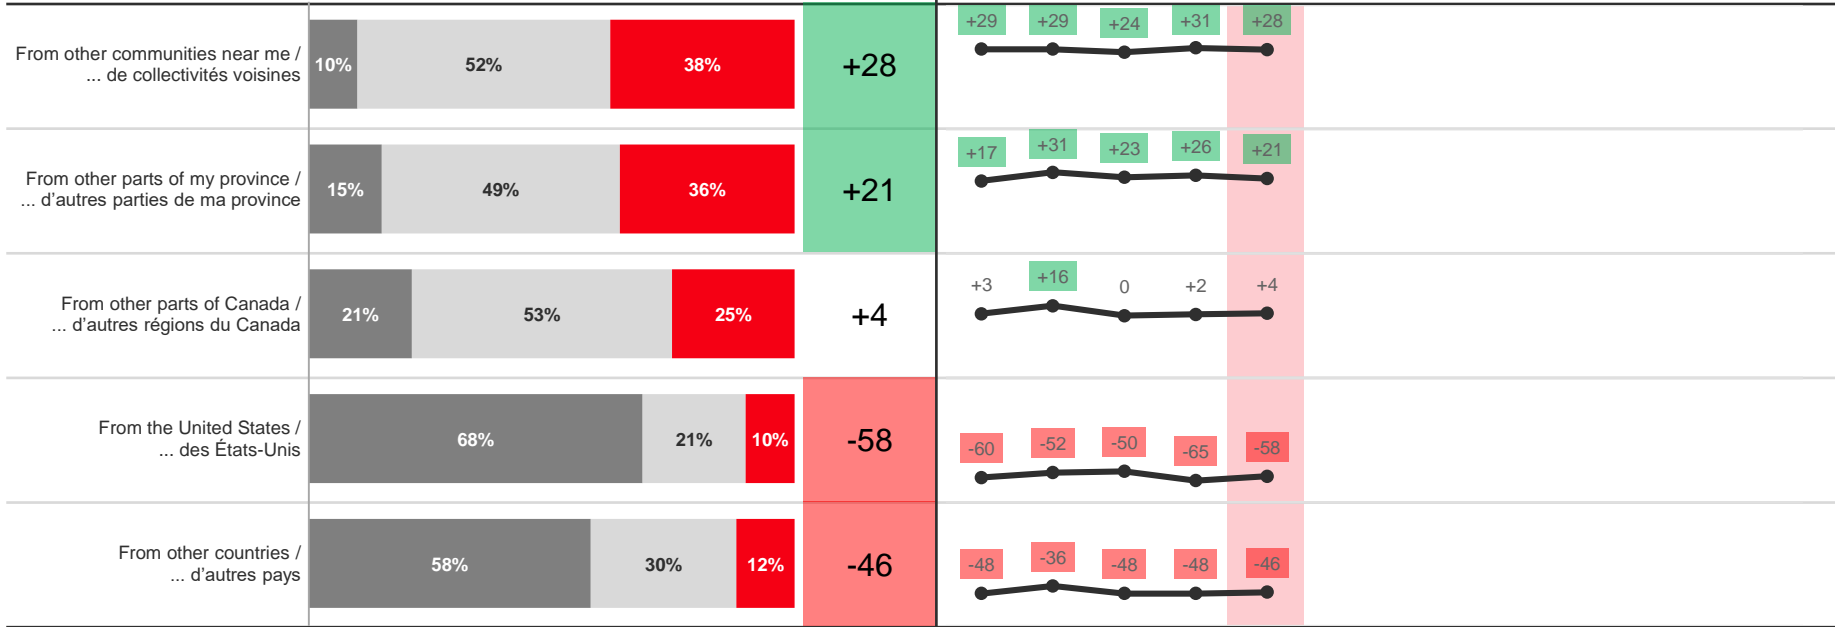 From other communities near me /
... de collectivités voisines
10% 52% 38% +28 +29 +29 +24 +31 +28
From other parts of my province /
... d'autres parties de ma province
15% 49% 36% +21 +17 +31 +23 +26 +21
From other parts of Canada /
... d'autres régions du Canada
21% 53% 25% +4 +3 +16 0 +2 +4
From the United States /
... des États-Unis
68% 21% 10% -58 -60 -52 -50 -65 -58
From other countries /
... d'autres pays
58% 30% 12% -46 -48 -36 -48 -48 -46